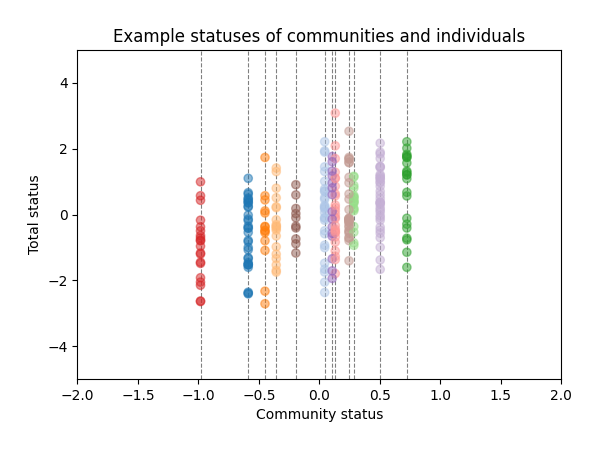 Example statuses of communities and individuals
Total status
4
2
0
−2
−4
−2.0 −1.5 −1.0 −0.5 0.0 0.5 1.0 1.5 2.0
Community status